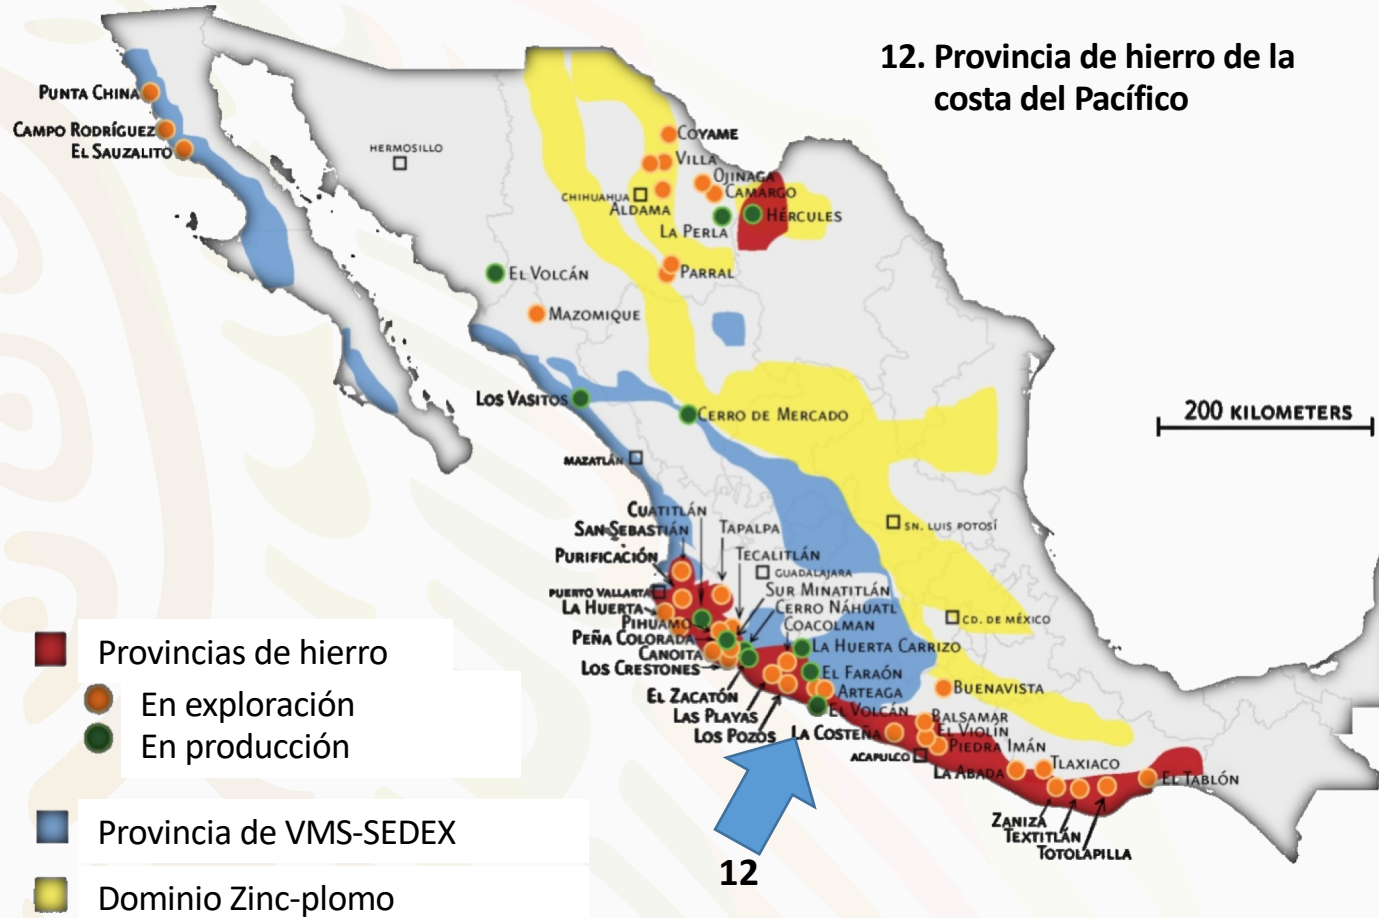 12. Provincia de hierro de la
costa del Pacífico
PUNTA CHINA
CAMPO RODRÍGUEZ
EL SAUZALITO
HERMOSILLO
COYAME
VILLA
OJINAGA
CHIHUAHUA
CAMARGO
ALDAMA
HÉRCULES
LA PERLA
EL VOLCÁN
PARRAL
MAZOMIQUE
LOS VASITOS
CERRO DE MERCADO
200 KILOMETERS
MAZATLÁN
CUATITLÁN
SAN SEBASTIÁN
TAPALPA
SN. LUIS POTOSÍ
PURIFICACIÓN
TECALITLÁN
GUADALAJARA
PUERTO VALLARTA
SUR MINATITLÁN
LA HUERTA
CERRO NÁHUATL
PIHUAMO
COACOLMAN
CD. DE MÉXICO
PEÑA COLORADA
LA HUERTA CARRIZO
CANOITA
LOS CRESTONES
EL FARAÓN
EL ZACATÓN
ARTEAGA
BUENAVISTA
LAS PLAYAS
EL VOLCÁN
BALSAMAR
LOS POZOS
LA COSTEÑA
EL VIOLÍN
PIEDRA IMÁN
ACAPULCO
LA ABADA
TLAXIACO
EL TABLÓN
ZANIZA
TEXTITLÁN
TOTOLAPILLA
12
Provincias de hierro
En exploración
En producción
Provincia de VMS-SEDEX
Dominio Zinc-plomo